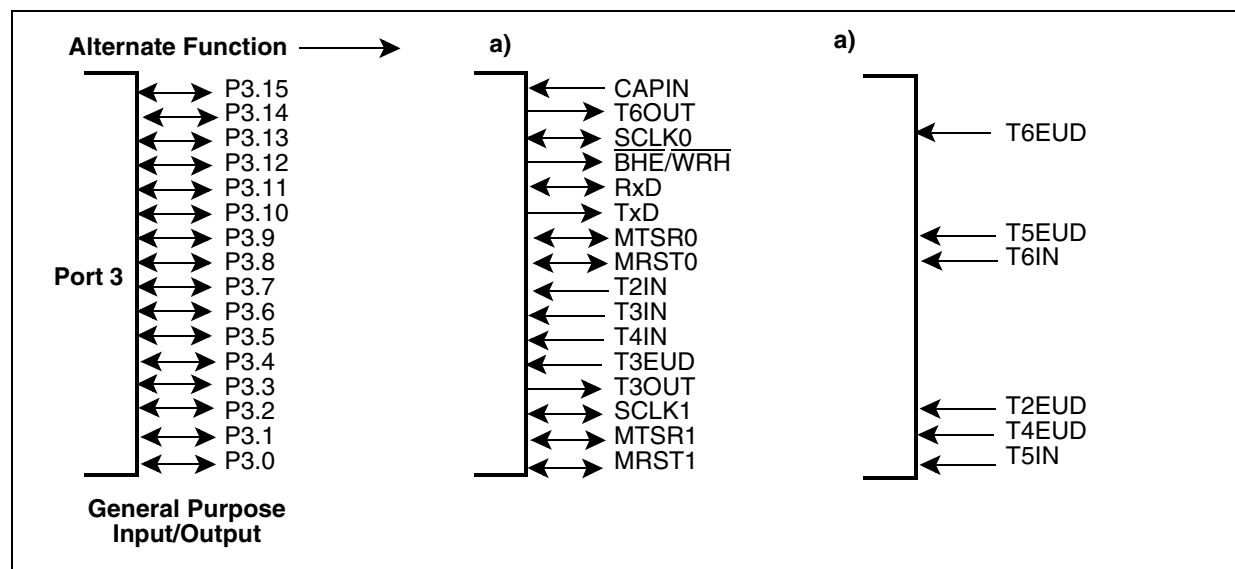 Alternate Function
a)
a)
Port 3
P3.15
P3.14
P3.13
P3.12
P3.11
P3.10
P3.9
P3.8
P3.7
P3.6
P3.5
P3.4
P3.3
P3.2
P3.1
P3.0
General Purpose
Input/Output
CAPIN
T6OUT
SCLK0
BHE/WRH
RxD
TxD
MTSR0
MRST0
T2IN
T3IN
T4IN
T3EUD
T3OUT
SCLK1
MTSR1
MRST1
T6EUD
T5EUD
T6IN
T2EUD
T4EUD
T5IN